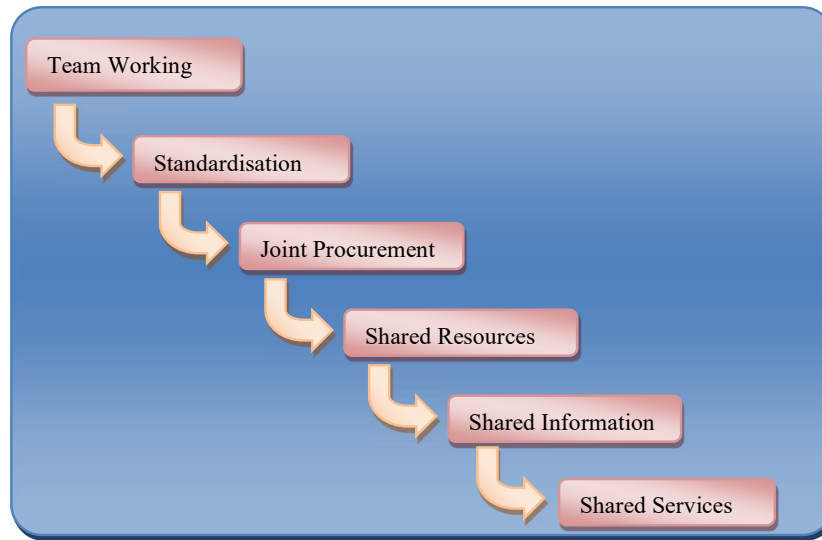 Team Working
Standardisation
Joint Procurement
Shared Resources
Shared Information
Shared Services